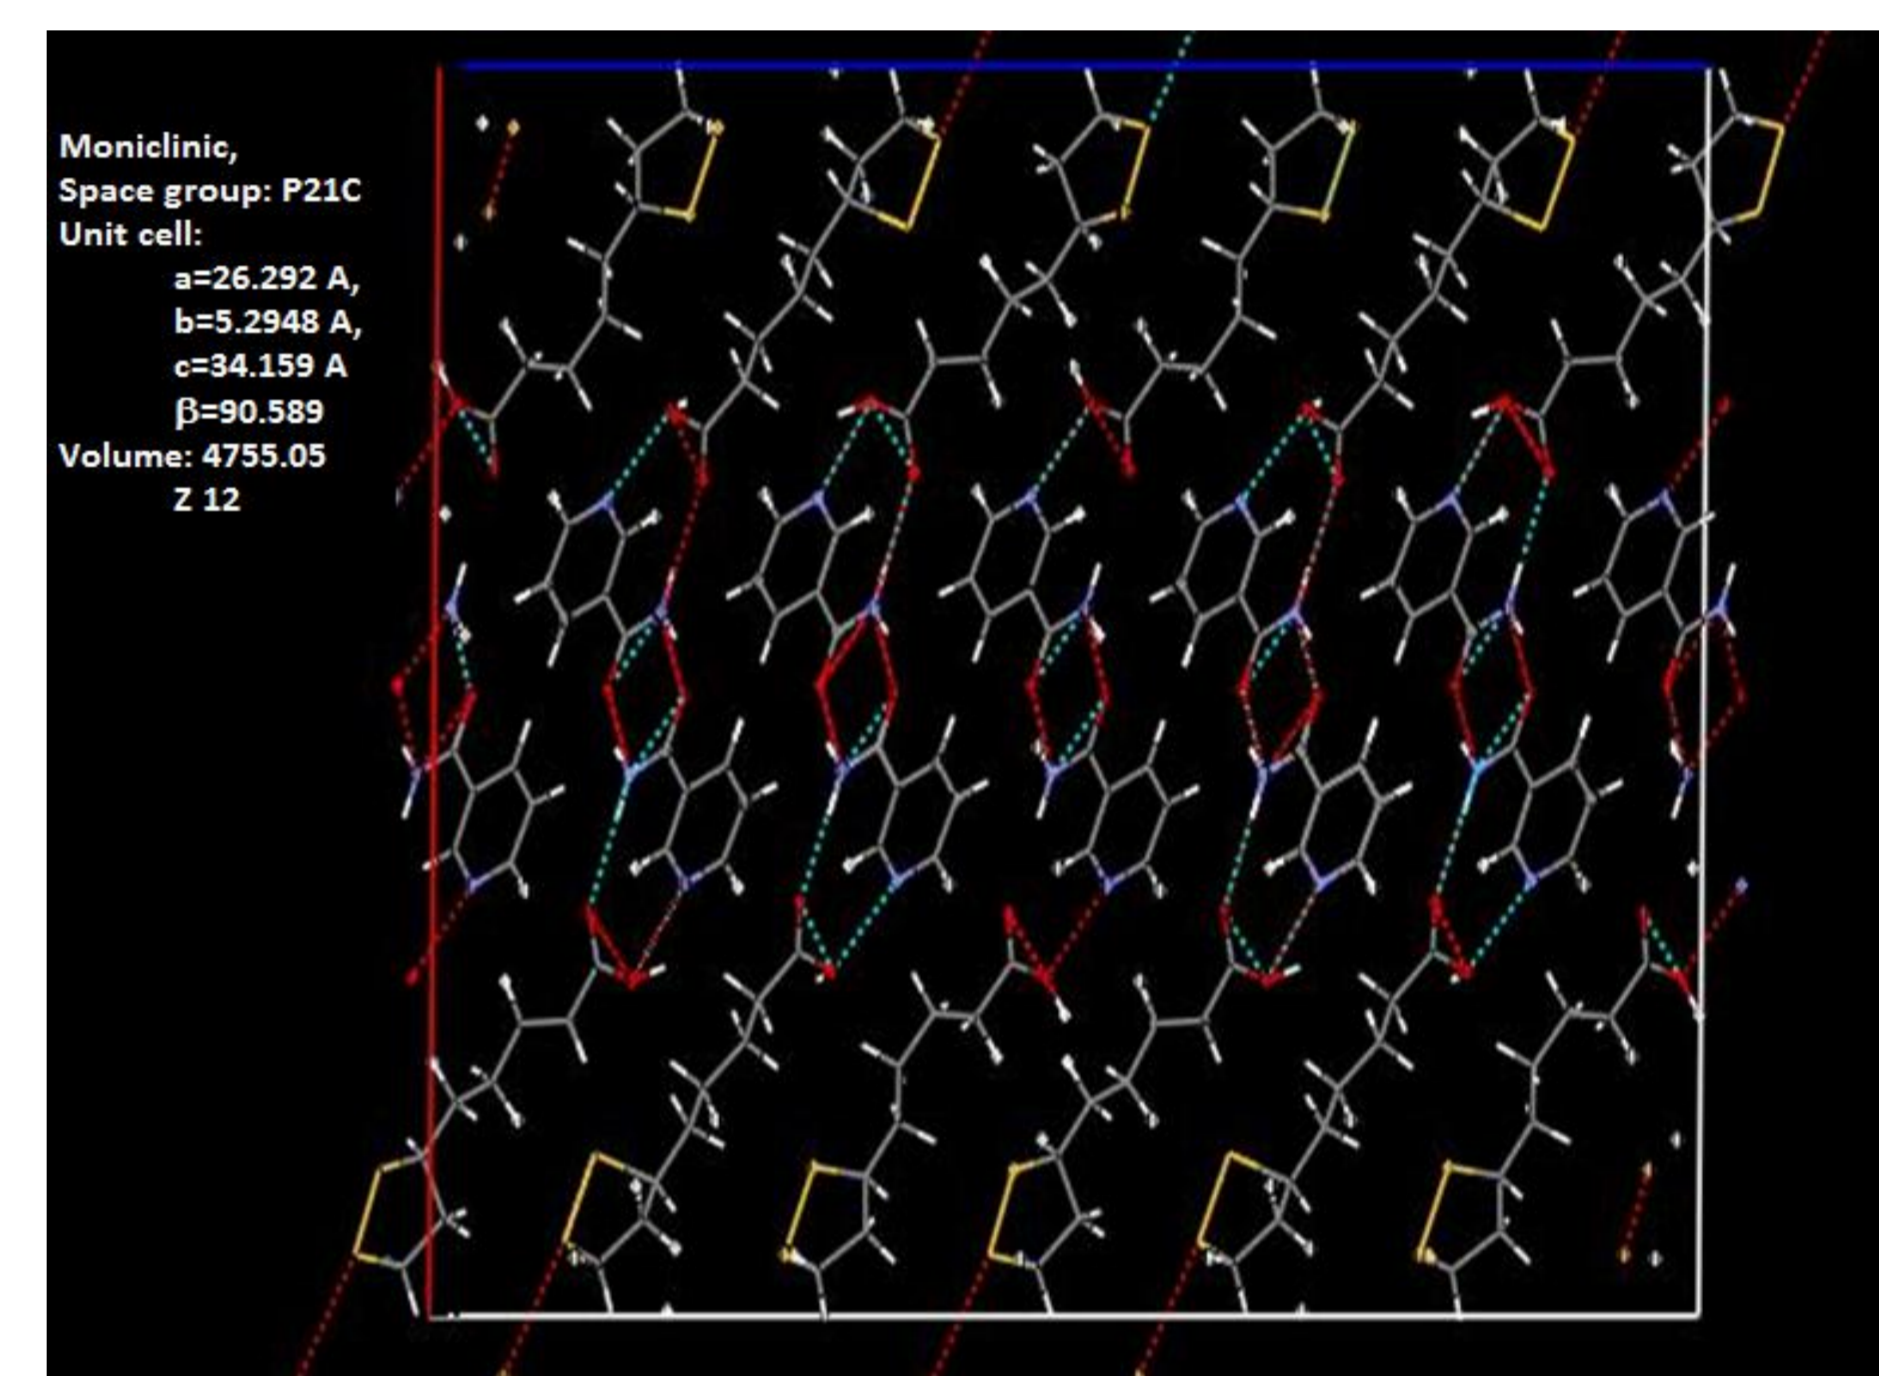 Moniclinic,
Space group: P21C
Unit cell:
a=26.292 A,
b=5.2948 A,
c=34.159 A
β=90.589
Volume: 4755.05
Z 12